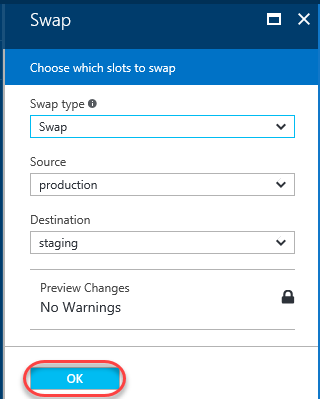 Swap
Choose which slots to swap
Swap type
Swap
Source
production
Destination
staging
Preview Changes
No Warnings
OK